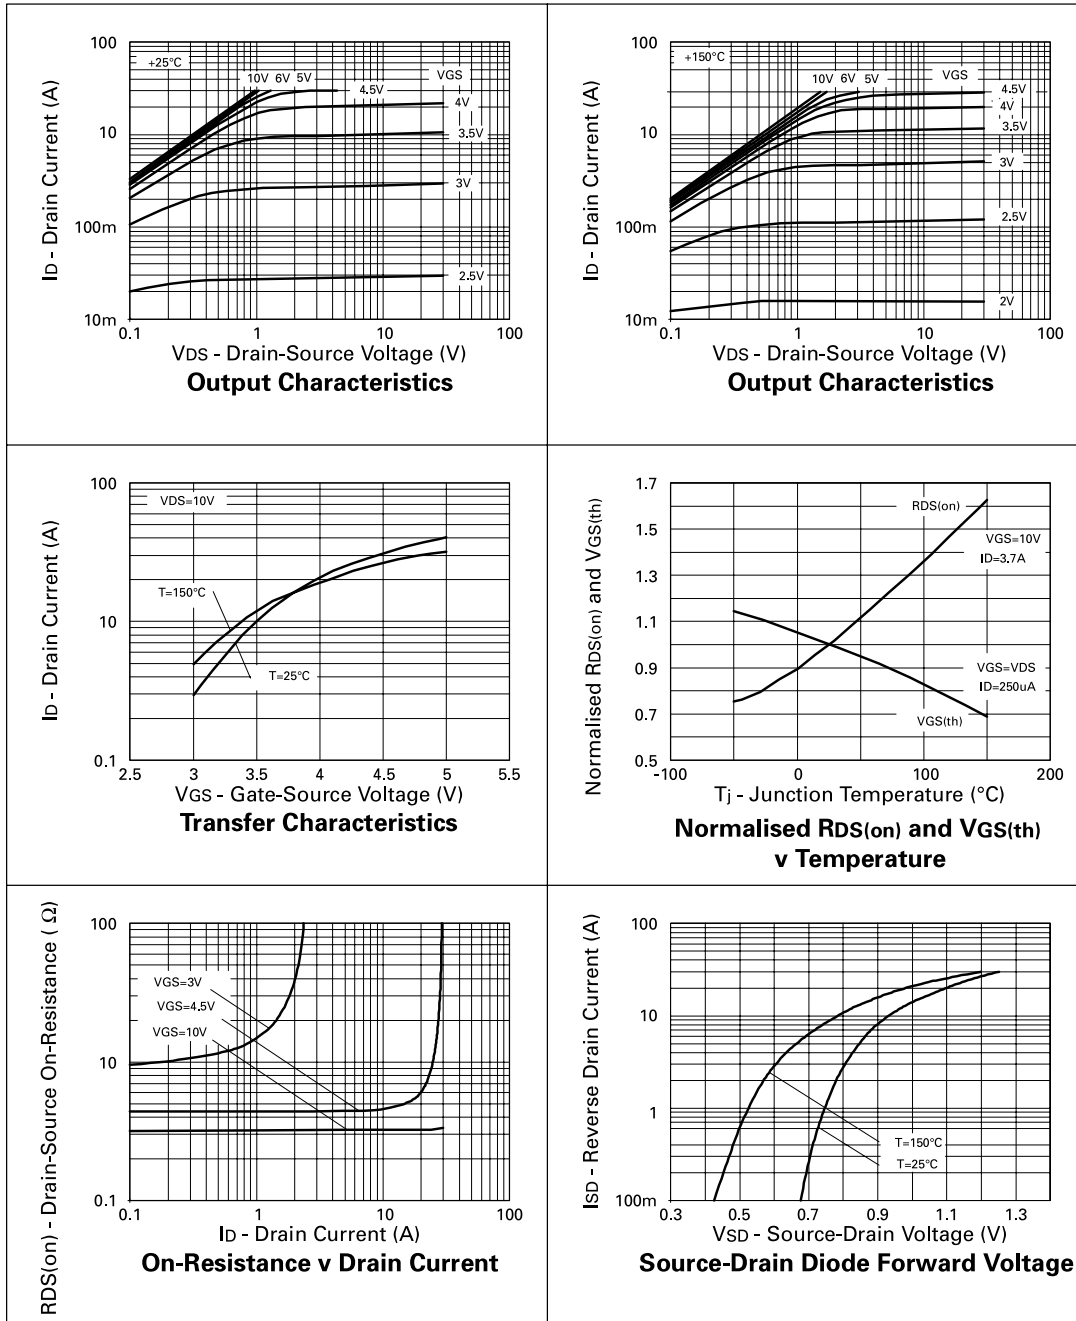 100
+25°C
10V 6V 5V
VGS
4.5V
4V
10
3.5V
3V
100m
2.5V
10m
0.1
1
10
100
ID - Drain Current (A)
VDS - Drain-Source Voltage (V)
Output Characteristics
100
+150°C
10V 6V 5V
VGS
4.5V
4V
10
3.5V
3V
100m
2.5V
2V
10m
0.1
1
10
100
ID - Drain Current (A)
VDS - Drain-Source Voltage (V)
Output Characteristics
100
VDS=10V
T=150°C
10
T=25°C
0.1
2.5
3
3.5
4
4.5
5
5.5
ID - Drain Current (A)
VGS - Gate-Source Voltage (V)
Transfer Characteristics
1.7
RDS(on)
1.5
VGS=10V
ID=3.7A
1.3
1.1
0.9
VGS=VDS
ID=250uA
0.7
VGS(th)
0.5
-100
0
100
200
Normalised RDS(on) and VGS(th)
Tj - Junction Temperature (°C)
Normalised RDS(on) and VGS(th)
v Temperature
100
VGS=3V
VGS=4.5V
VGS=10V
10
1
0.1
0.1
1
10
100
RDS(on) - Drain-Source On-Resistance (Ω)
ID - Drain Current (A)
On-Resistance v Drain Current
100
10
1
T=150°C
T=25°C
100m
0.3
0.5
0.7
0.9
1.1
1.3
ISD - Reverse Drain Current (A)
VSD - Source-Drain Voltage (V)
Source-Drain Diode Forward Voltage